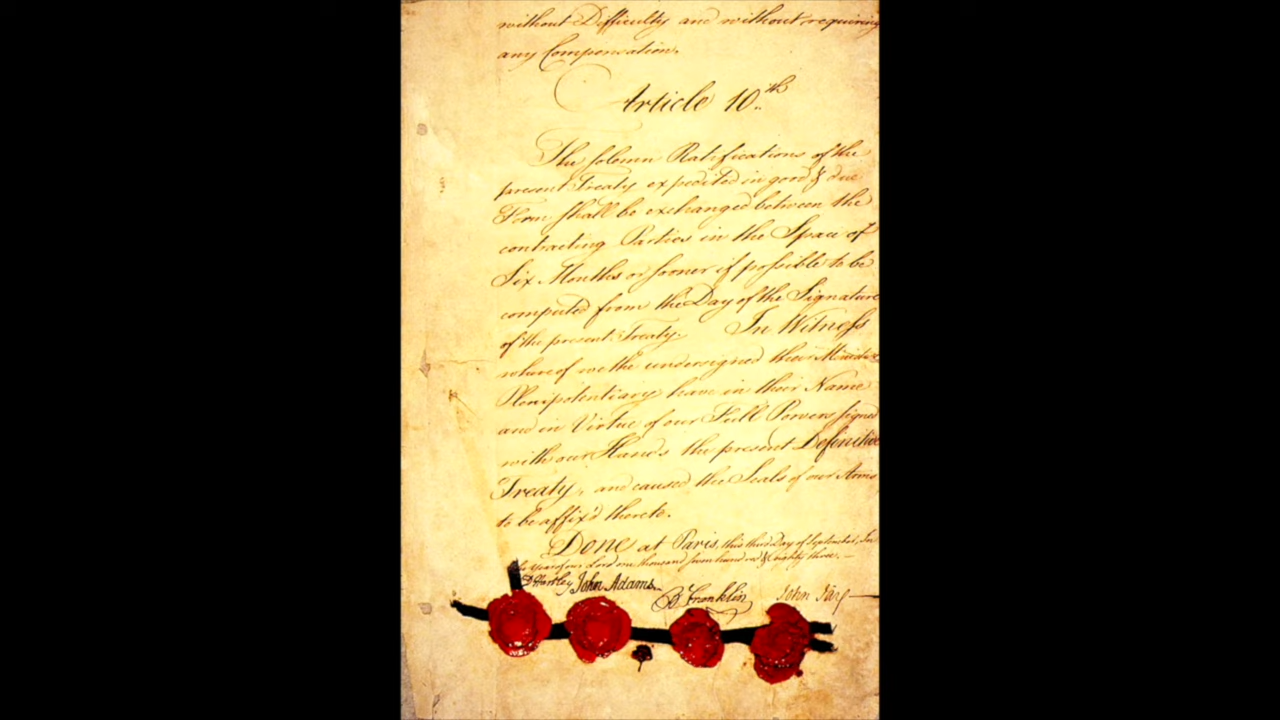 without Difficulty and without requiring
any Compensation.
Article 10.th
The solemn Ratifications of the
present Treaty expedited in good & due
Form shall be exchanged between the
contracting Parties in the Space of
Six Months or sooner if possible to be
computed from the Day of the Signature
of the present Treaty. In Witness
whereof we the undersigned their Ministers
Plenipotentiary have in their Name
and in Virtue of our Full Powers signed
with our Hands the present Definitive
Treaty, and caused the Seals of our Arms
to be affix'd thereto.
Done at Paris, this third Day of September, In
the Year of our Lord one thousand seven hundred & eighty three.—
D Hartley John Adams. B Franklin John Jay—